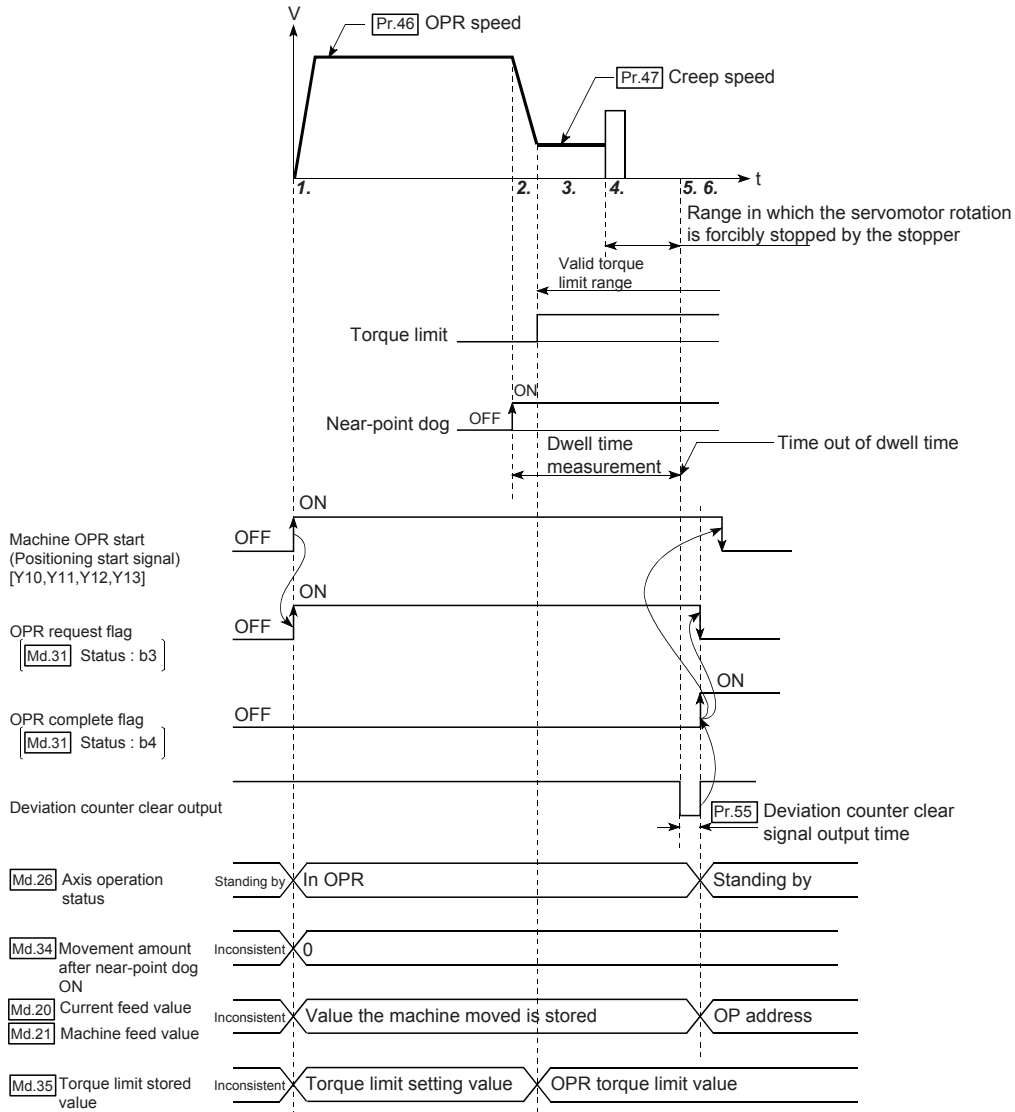 V
Pr.46 OPR speed
Pr.47 Creep speed
t
1.
2.
3.
4.
5. 6.
Range in which the servomotor rotation
is forcibly stopped by the stopper
Valid torque
limit range
Torque limit
ON
Near-point dog
OFF
Dwell time
measurement
Time out of dwell time
ON
Machine OPR start
(Positioning start signal)
[Y10,Y11,Y12,Y13]
OFF
ON
OPR request flag
Md.31 Status : b3
OFF
ON
OPR complete flag
Md.31 Status : b4
OFF
Deviation counter clear output
Pr.55 Deviation counter clear
signal output time
Md.26 Axis operation
status
Standing by
In OPR
Standing by
Md.34 Movement amount
after near-point dog
ON
Inconsistent
0
Md.20 Current feed value
Md.21 Machine feed value
Inconsistent
Value the machine moved is stored
OP address
Md.35 Torque limit stored
value
Inconsistent
Torque limit setting value
OPR torque limit value